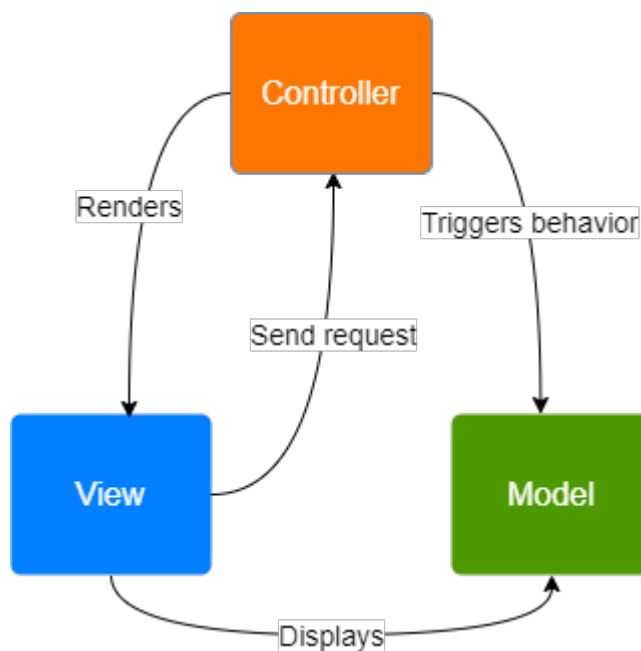 Controller
Renders
Triggers behavior
Send request
View
Model
Displays